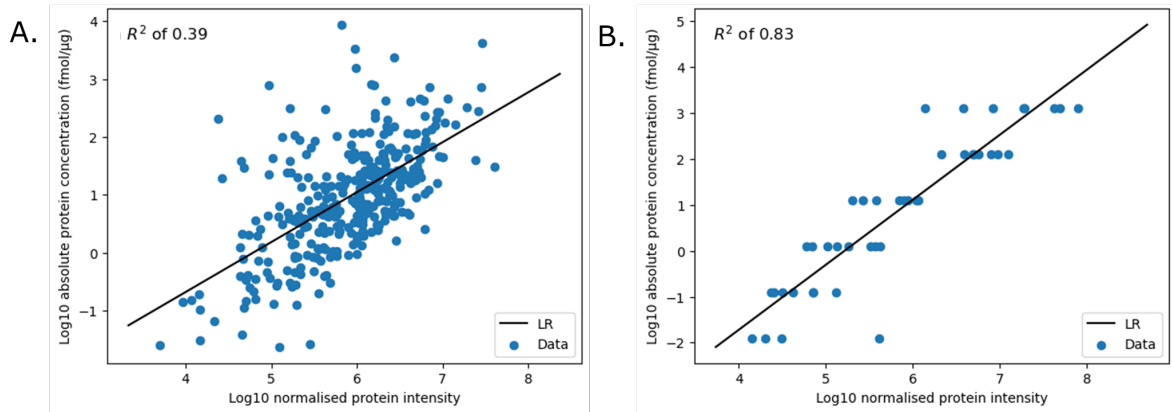 A.
R² of 0.39
4
3
2
1
0
−1
Log10 absolute protein concentration (fmol/μg)
4
5
6
7
8
Log10 normalised protein intensity
LR
Data
B.
R² of 0.83
5
4
3
2
1
0
−1
−2
Log10 absolute protein concentration (fmol/μg)
4
5
6
7
8
Log10 normalised protein intensity
LR
Data